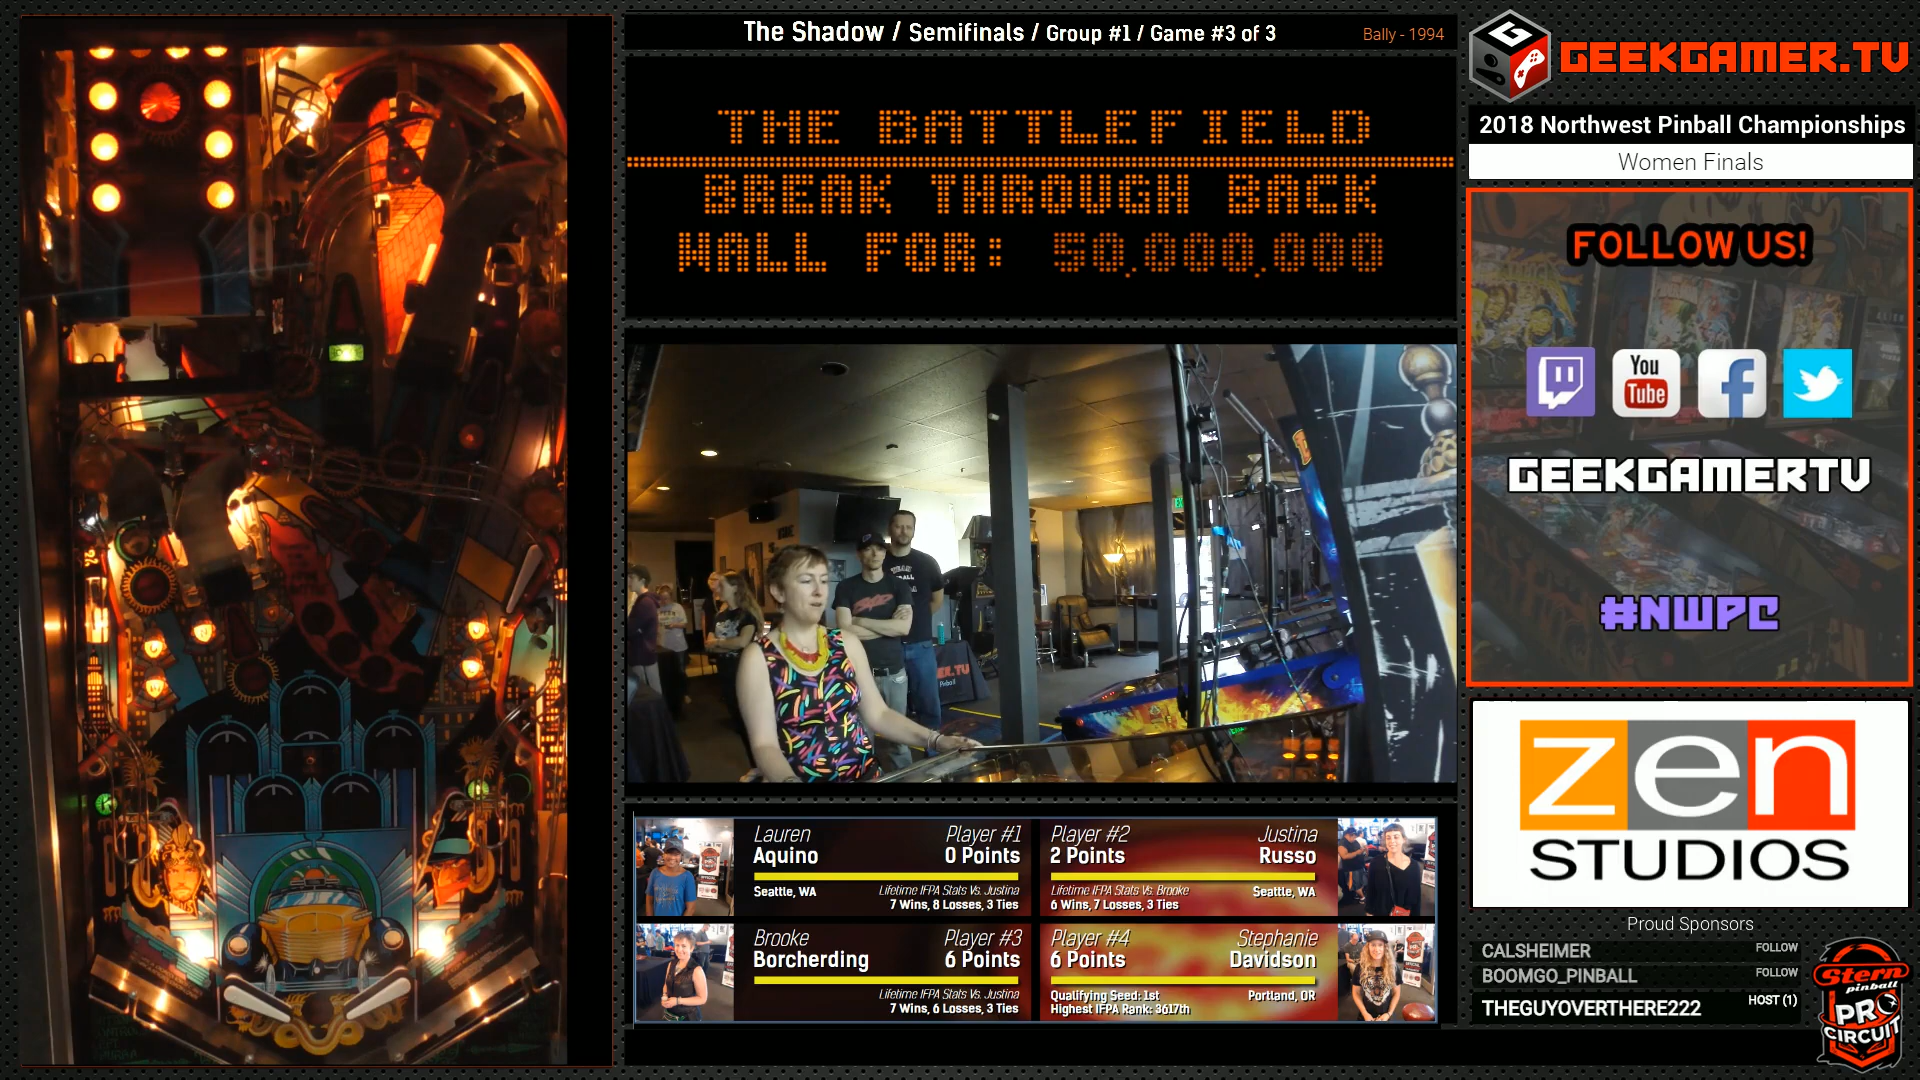 The Shadow / Semifinals / Group #1 / Game #3 of 3
Bally - 1994
THE BATTLEFIELD
BREAK THROUGH BACK
WALL FOR: 50,000,000
GEEKGAMER.TV
2018 Northwest Pinball Championships
Women Finals
FOLLOW US!
You
Tube
GEEKGAMERTV
#NWPC
zen
STUDIOS
Proud Sponsors
CALSHEIMER FOLLOW
BOOMGO_PINBALL FOLLOW
THEGUYOVERTHERE222 HOST (1)
Stern
pinball
PRO
CIRCUIT
Lauren Player #1
Aquino 0 Points
Seattle, WA
Lifetime IFPA Stats Vs. Justina
7 Wins, 8 Losses, 3 Ties
Player #2 Justina
2 Points Russo
Lifetime IFPA Stats Vs. Brooke
6 Wins, 7 Losses, 3 Ties
Seattle, WA
Brooke Player #3
Borcherding 6 Points
Lifetime IFPA Stats Vs. Justina
7 Wins, 6 Losses, 3 Ties
Player #4 Stephanie
6 Points Davidson
Qualifying Seed: 1st
Highest IFPA Rank: 3617th
Portland, OR